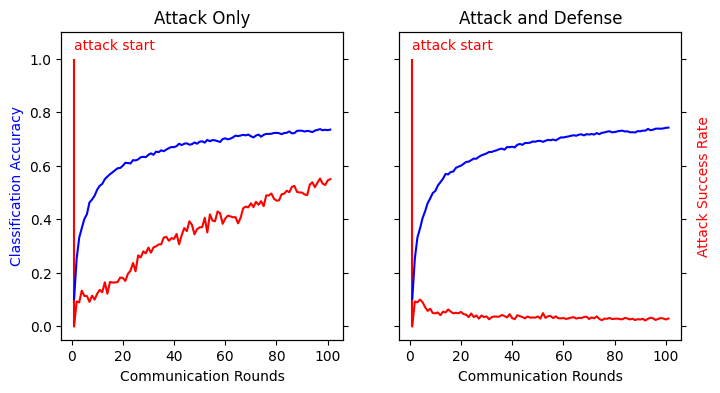 Attack Only
Attack and Defense
attack start
attack start
1.0
0.8
0.6
0.4
0.2
0.0
Classification Accuracy
Attack Success Rate
0 20 40 60 80 100
0 20 40 60 80 100
Communication Rounds
Communication Rounds